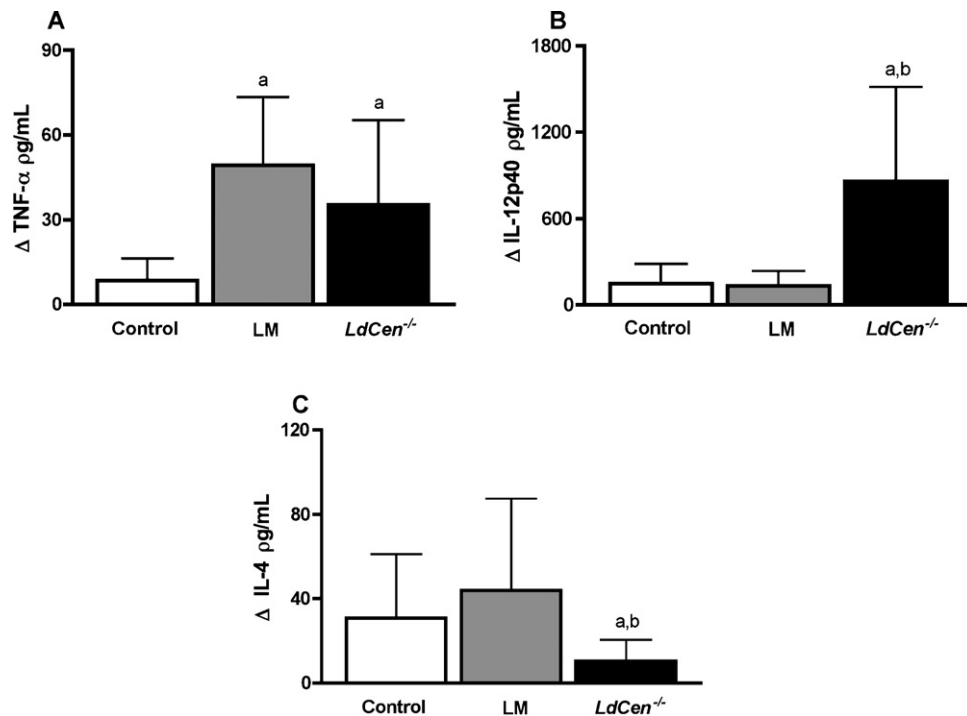 A
90
60
30
0
Δ TNF-α ρg/mL
a
a
Control LM LdCen-/-
B
1800
1200
600
0
Δ IL-12p40 ρg/mL
a,b
Control LM LdCen-/-
C
120
80
40
0
Δ IL-4 ρg/mL
a,b
Control LM LdCen-/-